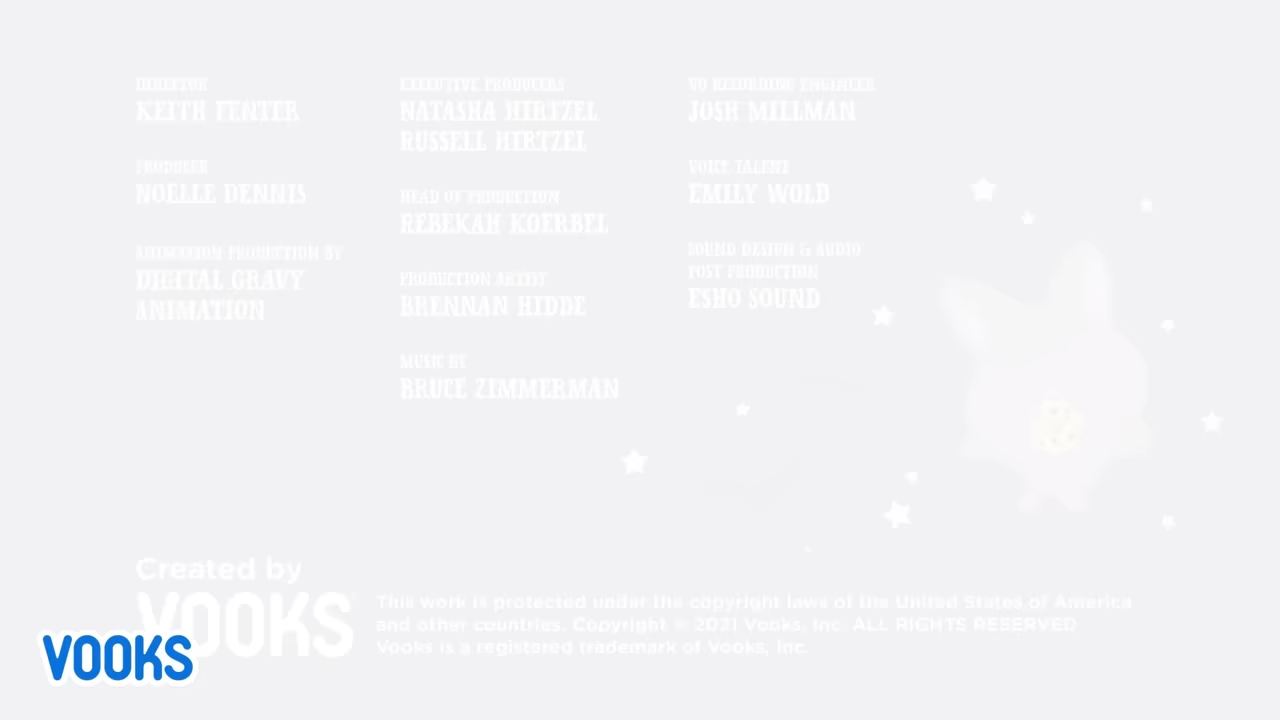 DIRECTOR
KEITH FENTER
PRODUCER
NOELLE DENNIS
ANIMATION PRODUCTION BY
DIGITAL GRAVY
ANIMATION
EXECUTIVE PRODUCERS
NATASHA HIRTZEL
RUSSELL HIRTZEL
HEAD OF PRODUCTION
REBEKAH KOERBEL
PRODUCTION ARTIST
BRENNAN HIDDE
MUSIC BY
BRUCE ZIMMERMAN
VO RECORDING ENGINEER
JOSH MILLMAN
VOICE TALENT
EMILY WOLD
SOUND DESIGN & AUDIO
POST PRODUCTION
ESHO SOUND
Created by
VOOKS
This work is protected under the copyright laws of the United States of America
and other countries. Copyright © 2021 Vooks, Inc. ALL RIGHTS RESERVED
Vooks is a registered trademark of Vooks, Inc.
VOOKS